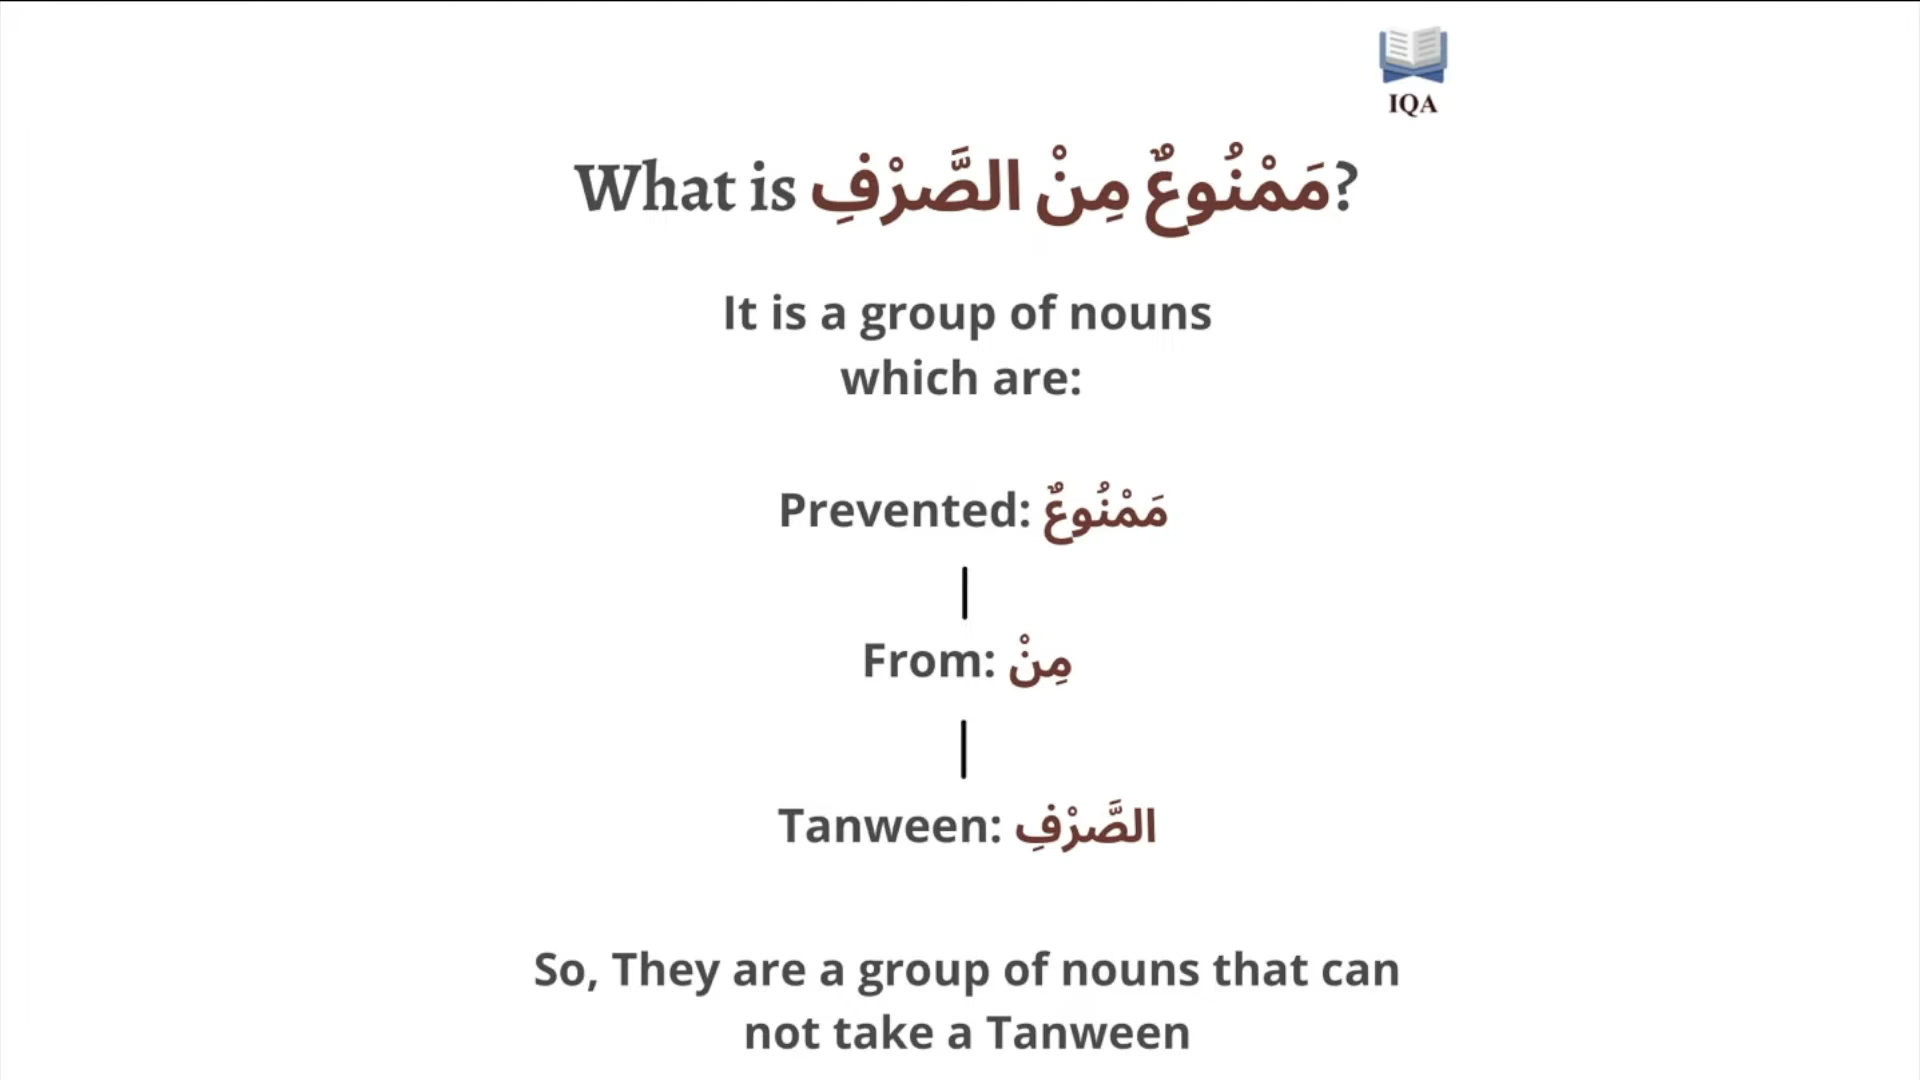 IQA
What is مَمْنُوعٌ مِنْ الصَّرْفِ?
It is a group of nouns
which are:
Prevented: مَمْنُوعٌ
From: مِنْ
Tanween: الصَّرْفِ
So, They are a group of nouns that can
not take a Tanween